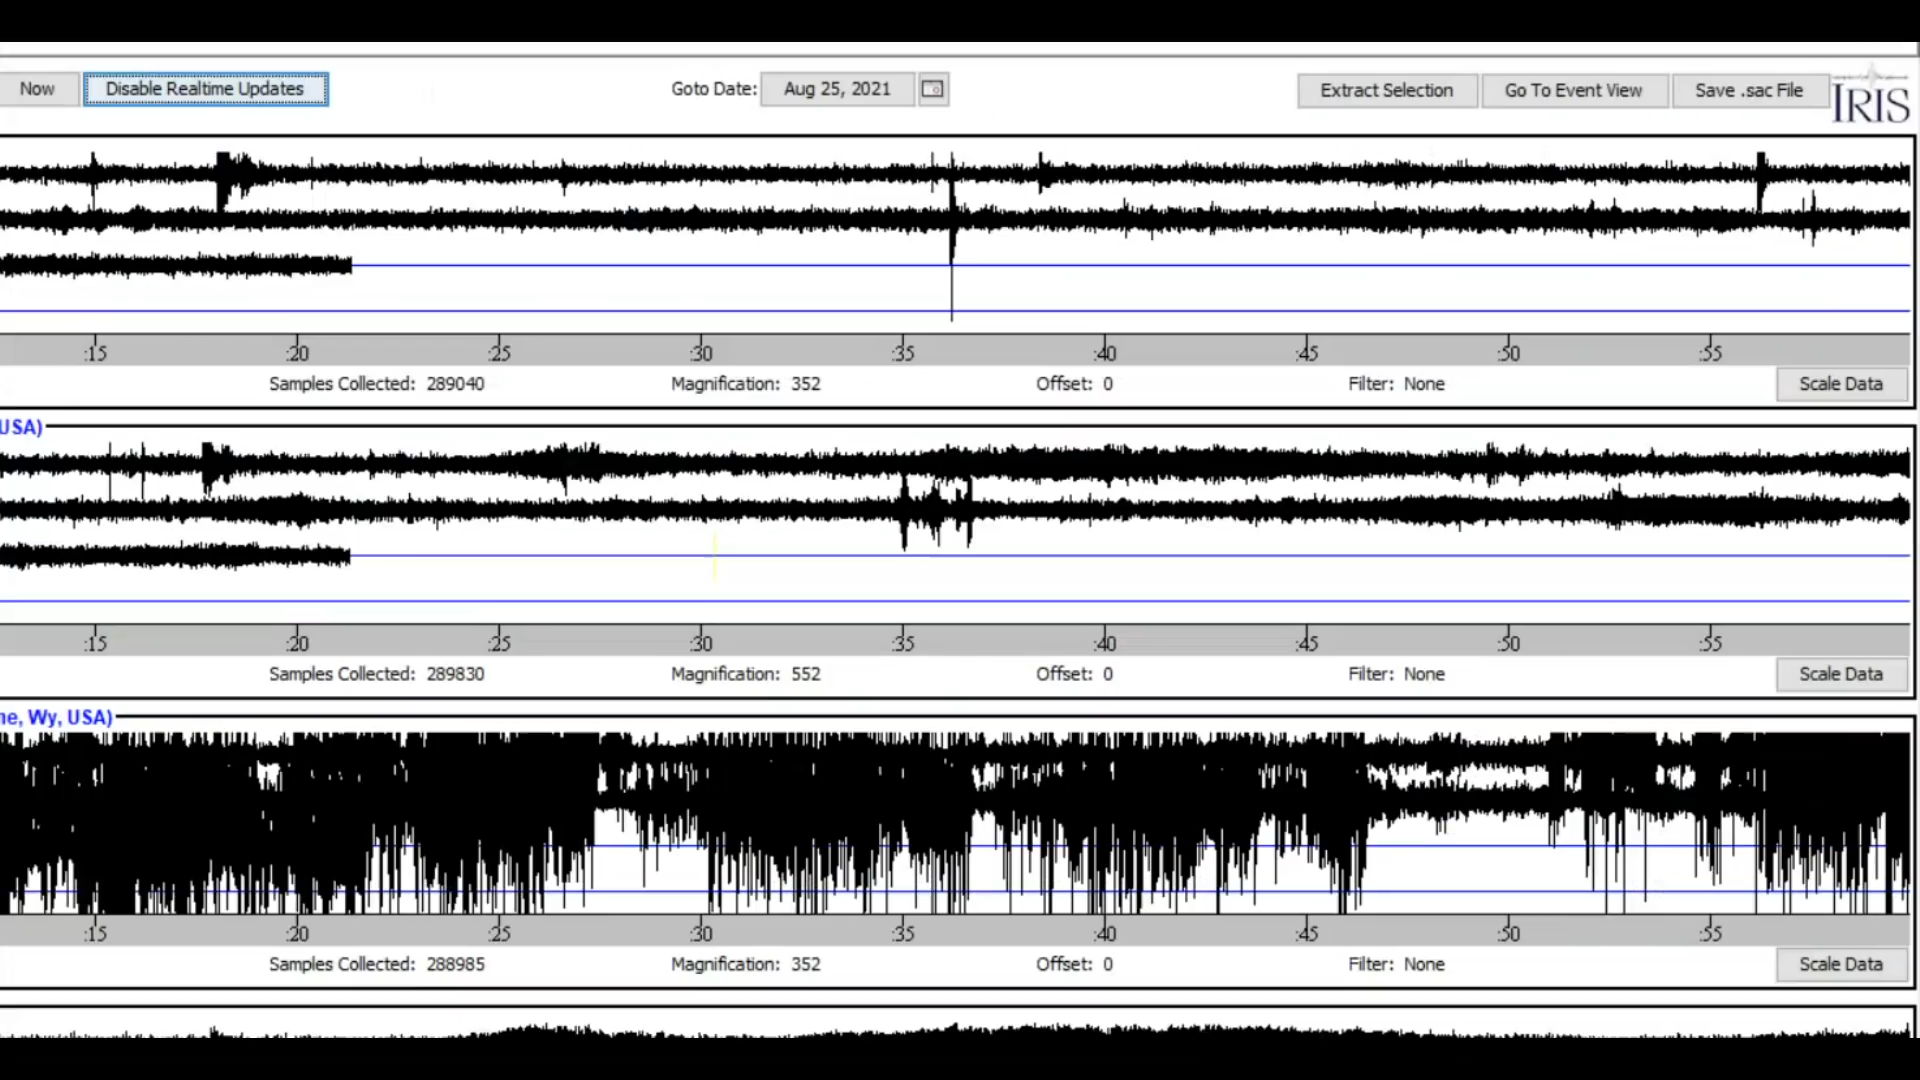 Now Disable Realtime Updates Goto Date: Aug 25, 2021 Extract Selection Go To Event View Save .sac File IRIS
:15 :20 :25 :30 :35 :40 :45 :50 :55
Samples Collected: 289040 Magnification: 352 Offset: 0 Filter: None Scale Data
USA)
:15 :20 :25 :30 :35 :40 :45 :50 :55
Samples Collected: 289830 Magnification: 552 Offset: 0 Filter: None Scale Data
ne, Wy, USA)
:15 :20 :25 :30 :35 :40 :45 :50 :55
Samples Collected: 288985 Magnification: 352 Offset: 0 Filter: None Scale Data